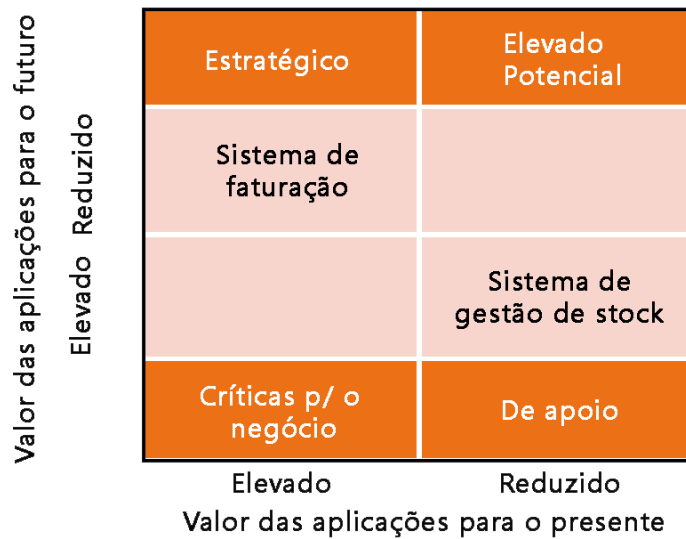 Valor das aplicações para o futuro
Elevado Reduzido
Estratégico
Elevado
Potencial
Sistema de
faturação
Sistema de
gestão de stock
Críticas p/ o
negócio
De apoio
Elevado
Reduzido
Valor das aplicações para o presente